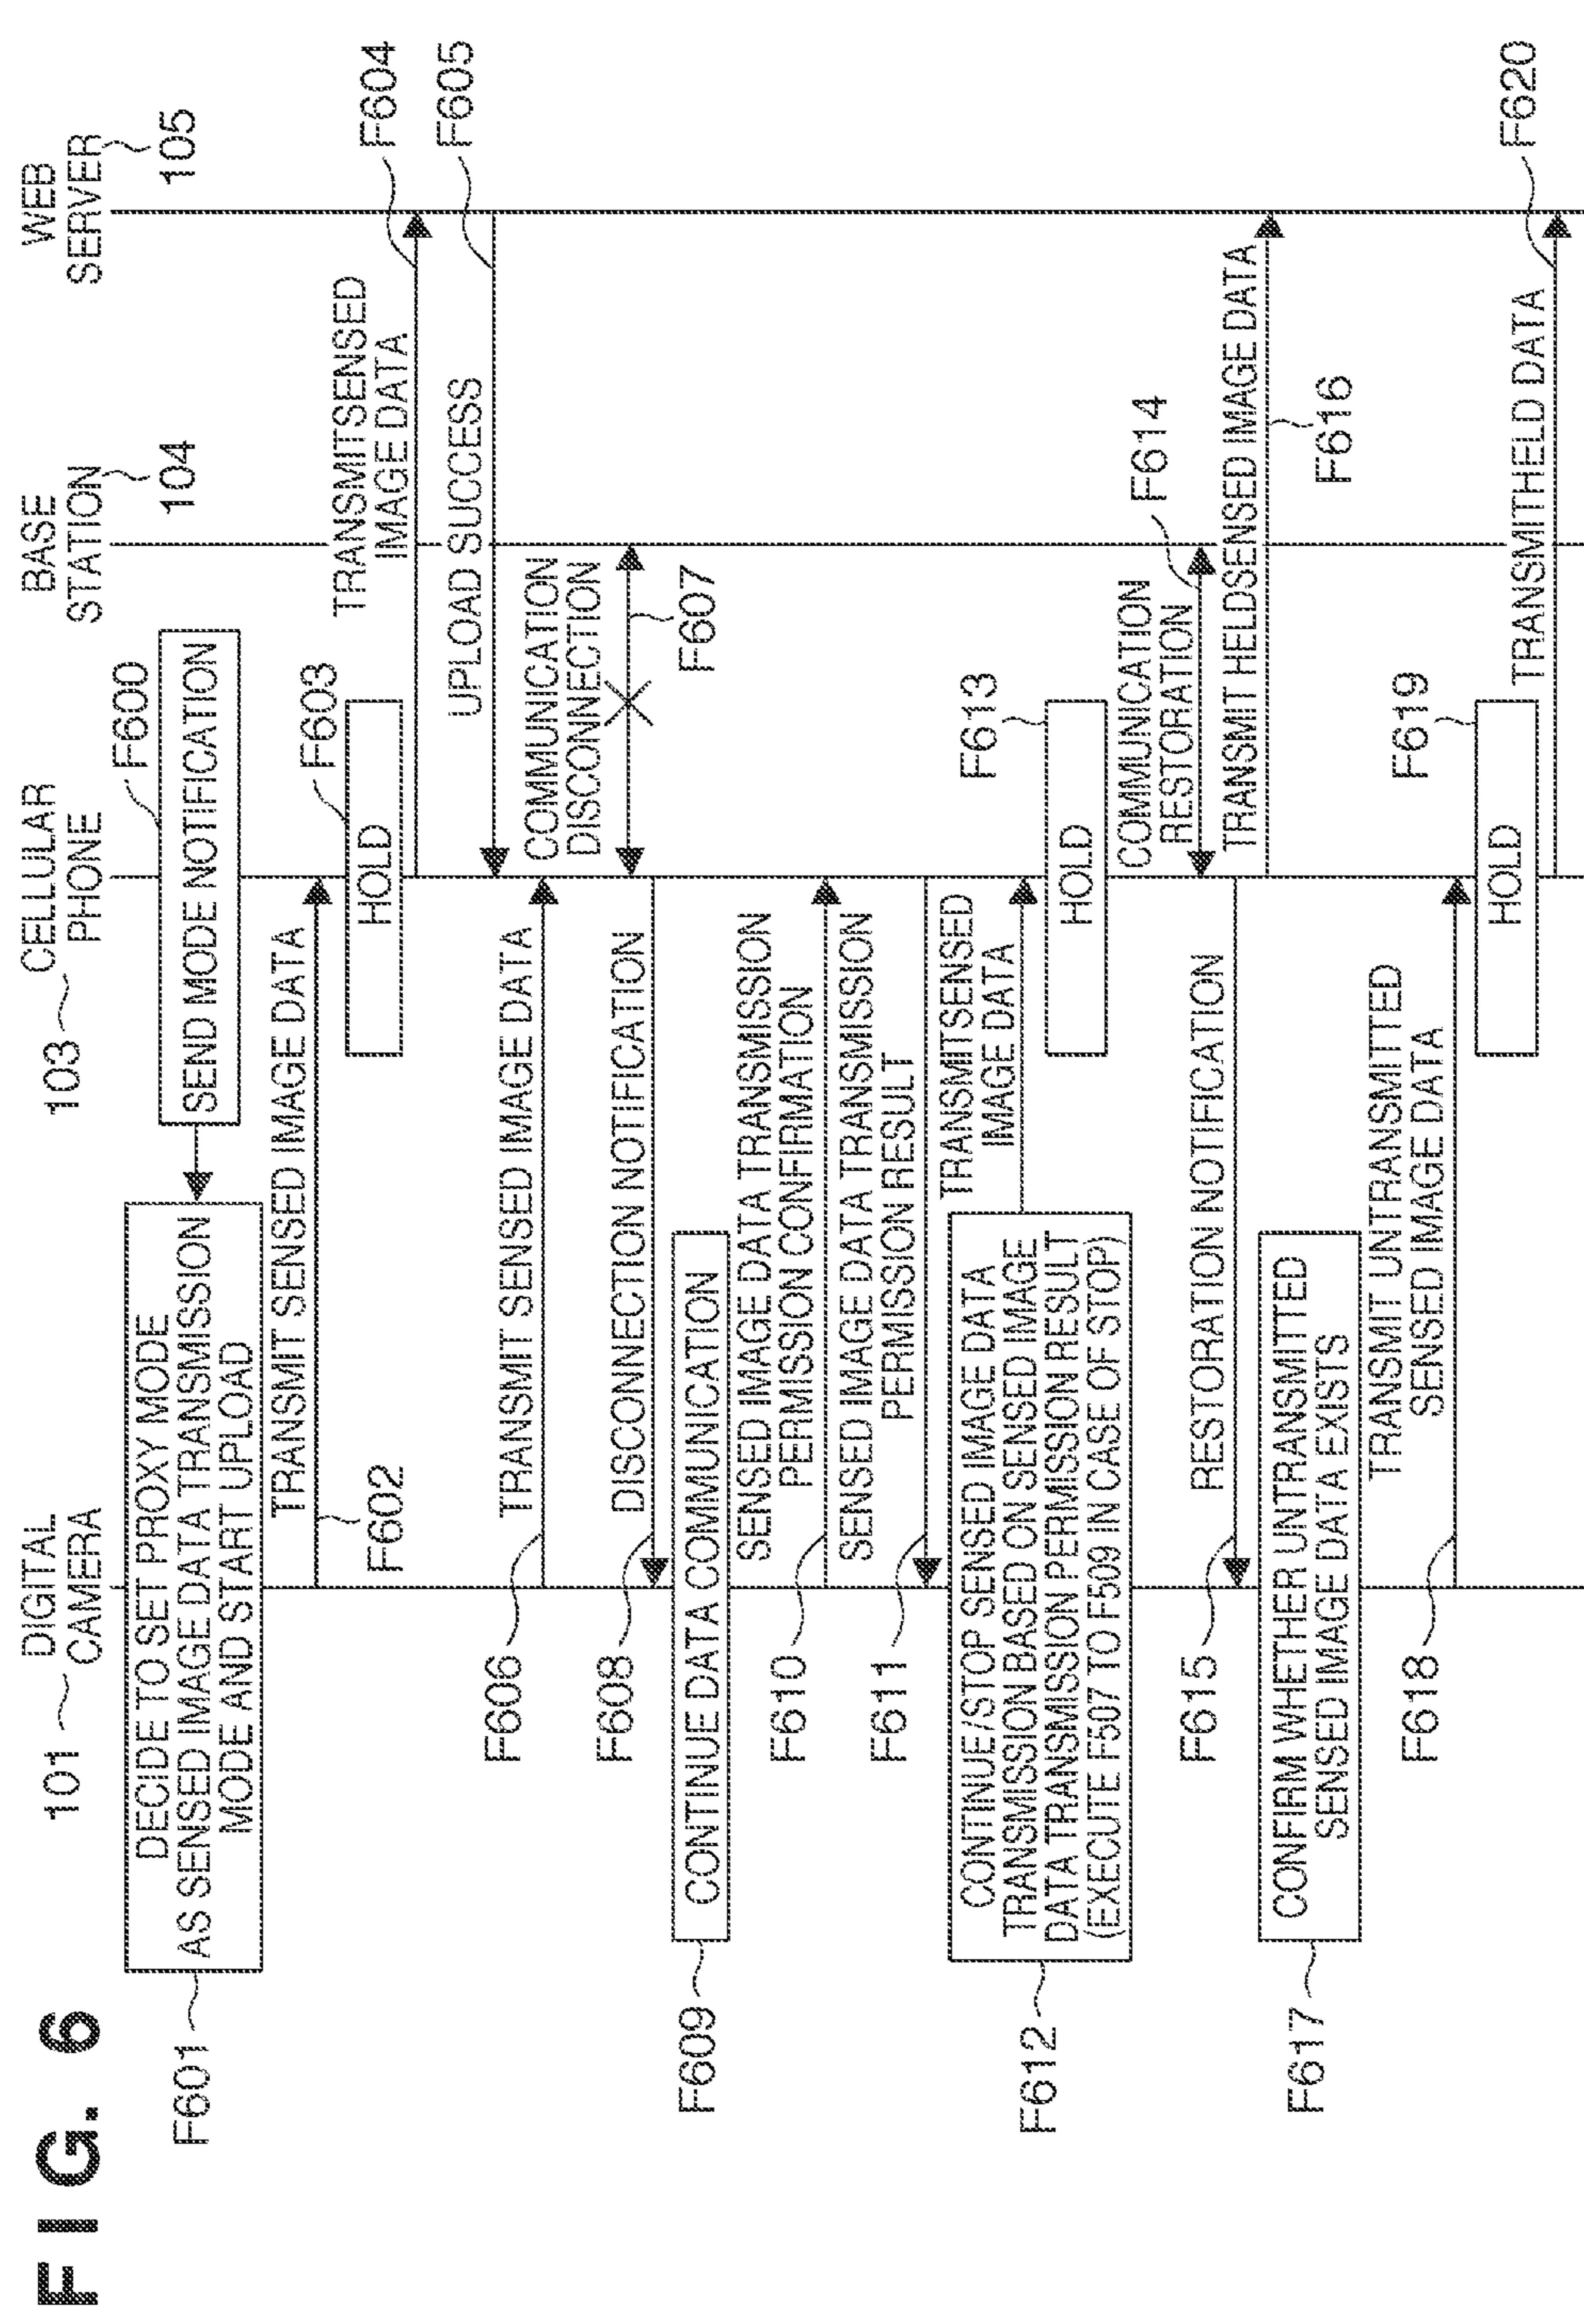 FIG. 6
101
DIGITAL
CAMERA
103
CELLULAR
PHONE
BASE
STATION
104
WEB
SERVER
105
F600
SEND MODE NOTIFICATION
F601
DECIDE TO SET PROXY MODE
AS SENSED IMAGE DATA TRANSMISSION
MODE AND START UPLOAD
TRANSMIT SENSED IMAGE DATA
F602
F603
HOLD
TRANSMITSENSED
IMAGE DATA
F604
UPLOAD SUCCESS
F605
F606
TRANSMIT SENSED IMAGE DATA
COMMUNICATION
DISCONNECTION
F607
F608
DISCONNECTION NOTIFICATION
F609
CONTINUE DATA COMMUNICATION
F610
SENSED IMAGE DATA TRANSMISSION
PERMISSION CONFIRMATION
F611
SENSED IMAGE DATA TRANSMISSION
PERMISSION RESULT
F612
CONTINUE/STOP SENSED IMAGE DATA
TRANSMISSION BASED ON SENSED IMAGE
DATA TRANSMISSION PERMISSION RESULT
(EXECUTE F507 TO F509 IN CASE OF STOP)
TRANSMITSENSED
IMAGE DATA
F613
HOLD
COMMUNICATION
RESTORATION
F614
F615
RESTORATION NOTIFICATION
TRANSMIT HELDSENSED IMAGE DATA
F616
F617
CONFIRM WHETHER UNTRANSMITTED
SENSED IMAGE DATA EXISTS
F618
TRANSMIT UNTRANSMITTED
SENSED IMAGE DATA
F619
HOLD
TRANSMITHELD DATA
F620